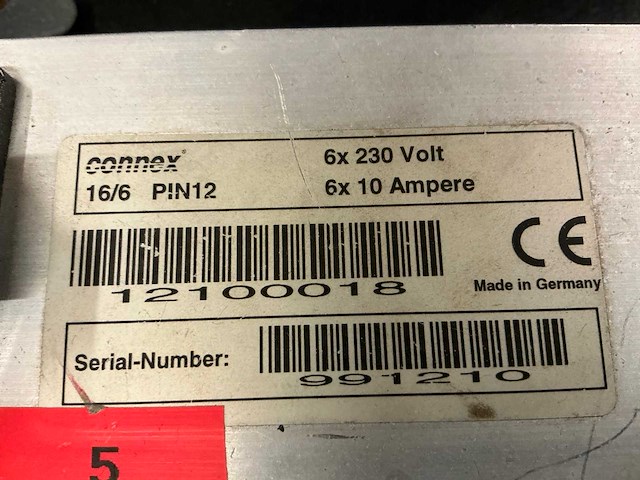 connex®
6x 230 Volt
16/6 PIN12
6x 10 Ampere
12100018
CE
Made in Germany
Serial-Number:
991210
5